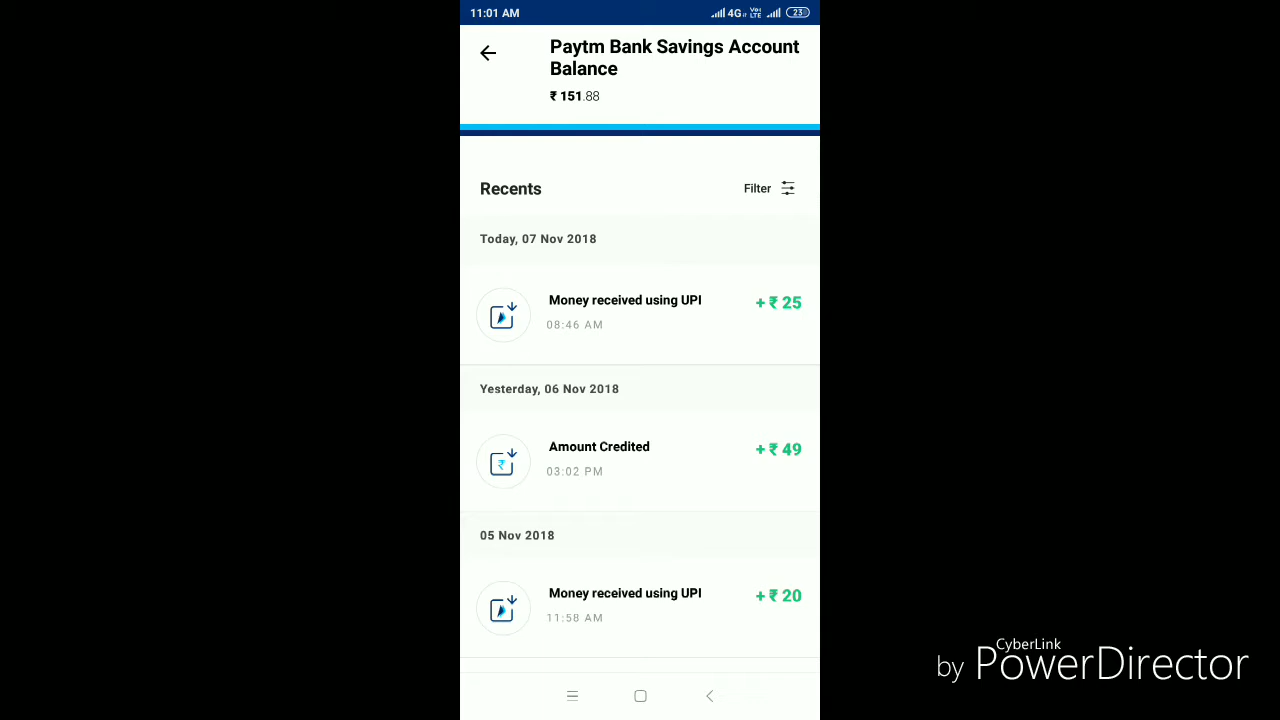 11:01 AM
4G Vo) LTE 23
Paytm Bank Savings Account
Balance
₹ 151.88
Recents
Filter
Today, 07 Nov 2018
Money received using UPI
+ ₹ 25
08:46 AM
Yesterday, 06 Nov 2018
Amount Credited
+ ₹ 49
03:02 PM
05 Nov 2018
Money received using UPI
+ ₹ 20
11:58 AM
CyberLink
by PowerDirector